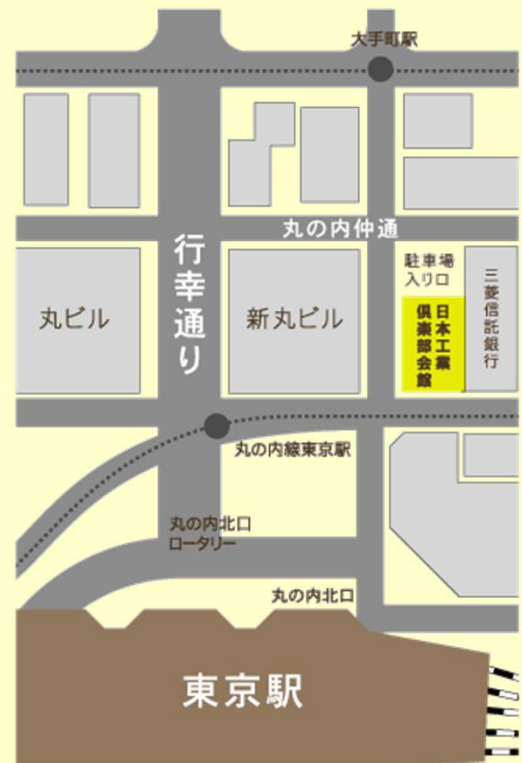 大手町駅
丸の内仲通
行幸通り
駐車場
入り口
三菱信託銀行
丸ビル
新丸ビル
日本工業
倶楽部会館
丸の内線東京駅
丸の内北口
ロータリー
丸の内北口
東京駅